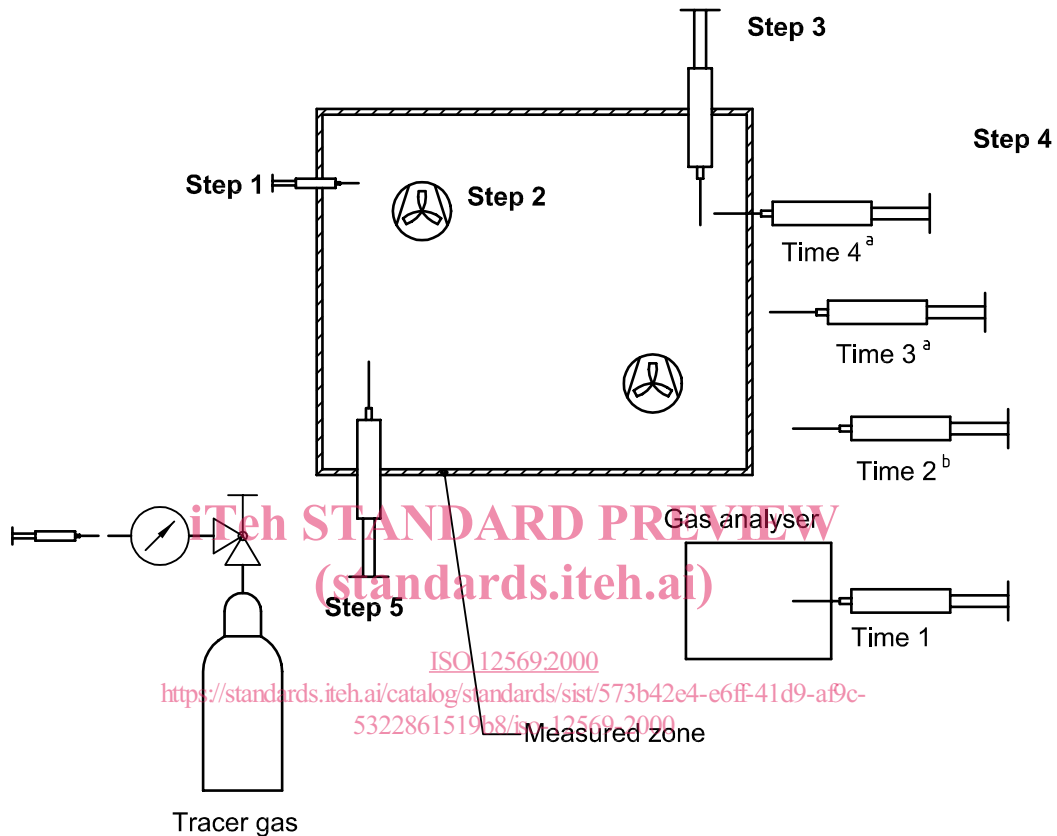 Step 3
Step 4
Step 1
Step 2
Time 4 a
Time 3 a
Time 2 b
iTeh STANDARD PREVIEW
(standards.iteh.ai)
Gas analyser
Step 5
Time 1
ISO 12569:2000
https://standards.iteh.ai/catalog/standards/sist/573b42e4-e6ff-41d9-af9c-
5322861519b8/iso-12569-2000
Measured zone
Tracer gas